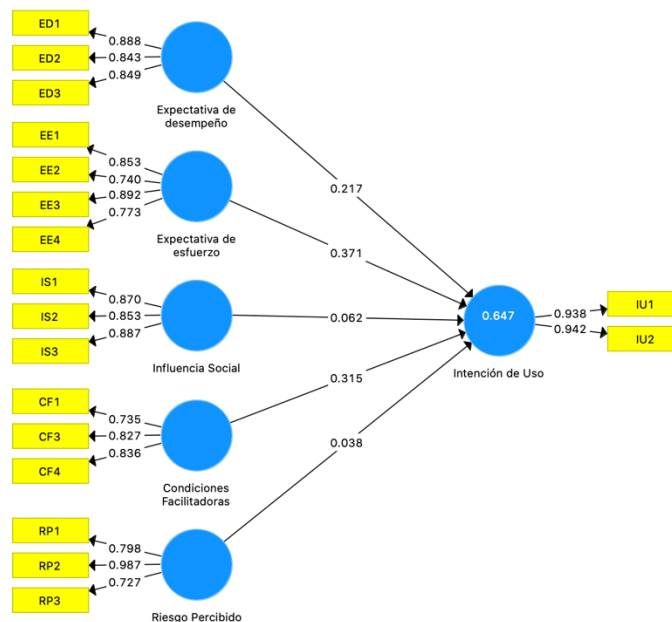 ED1
0.888
ED2
0.843
ED3
0.849
Expectativa de
desempeño
EE1
0.853
EE2
0.740
EE3
0.892
EE4
0.773
Expectativa de
esfuerzo
IS1
0.870
IS2
0.853
IS3
0.887
Influencia Social
CF1
0.735
CF3
0.827
CF4
0.836
Condiciones
Facilitadoras
RP1
0.798
RP2
0.987
RP3
0.727
Riesgo Percibido
0.217
0.371
0.062
0.315
0.038
0.647
Intención de Uso
0.938
IU1
0.942
IU2